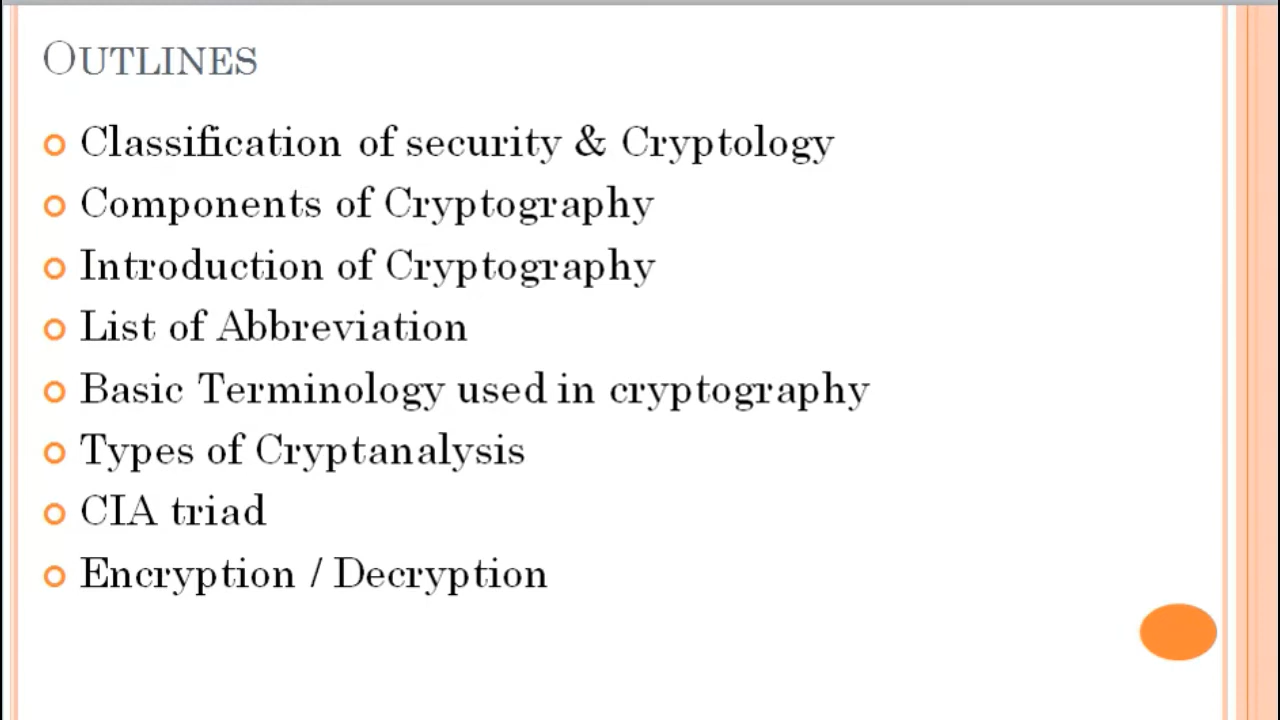 OUTLINES
Classification of security & Cryptology
Components of Cryptography
Introduction of Cryptography
List of Abbreviation
Basic Terminology used in cryptography
Types of Cryptanalysis
CIA triad
Encryption / Decryption